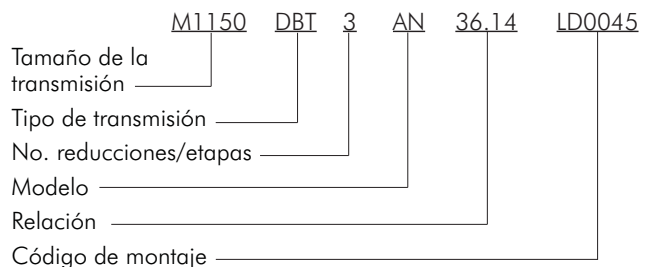 M1150 DBT 3 AN 36.14 LD0045
Tamaño de la
transmisión
Tipo de transmisión
No. reducciones/etapas
Modelo
Relación
Código de montaje